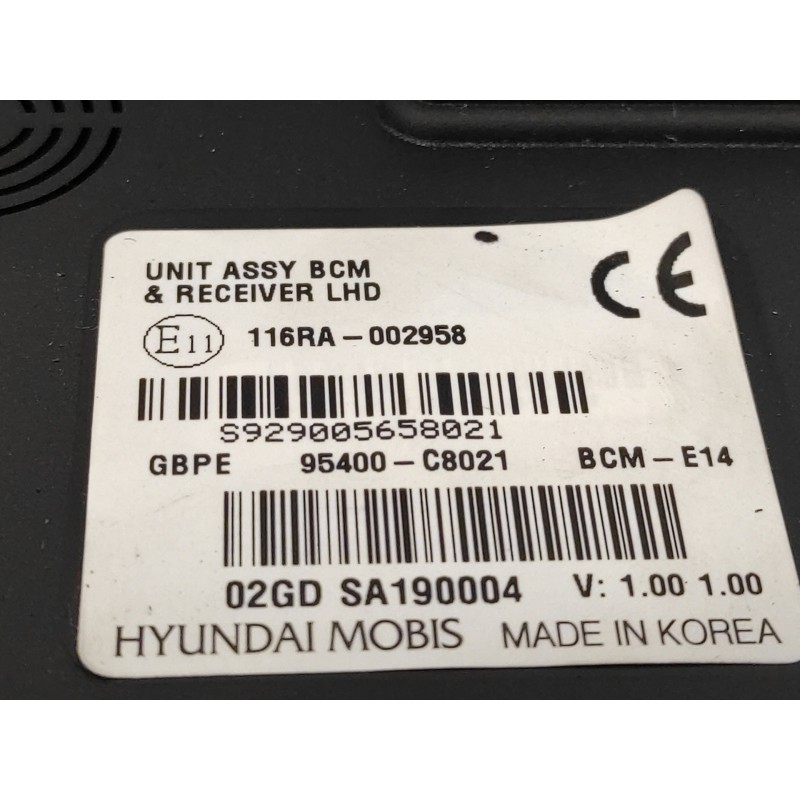 UNIT ASSY BCM
& RECEIVER LHD
CE
E11 116RA-002958
S929005658021
GBPE 95400-C8021 BCM-E14
02GD SA190004 V: 1.00 1.00
HYUNDAI MOBIS MADE IN KOREA